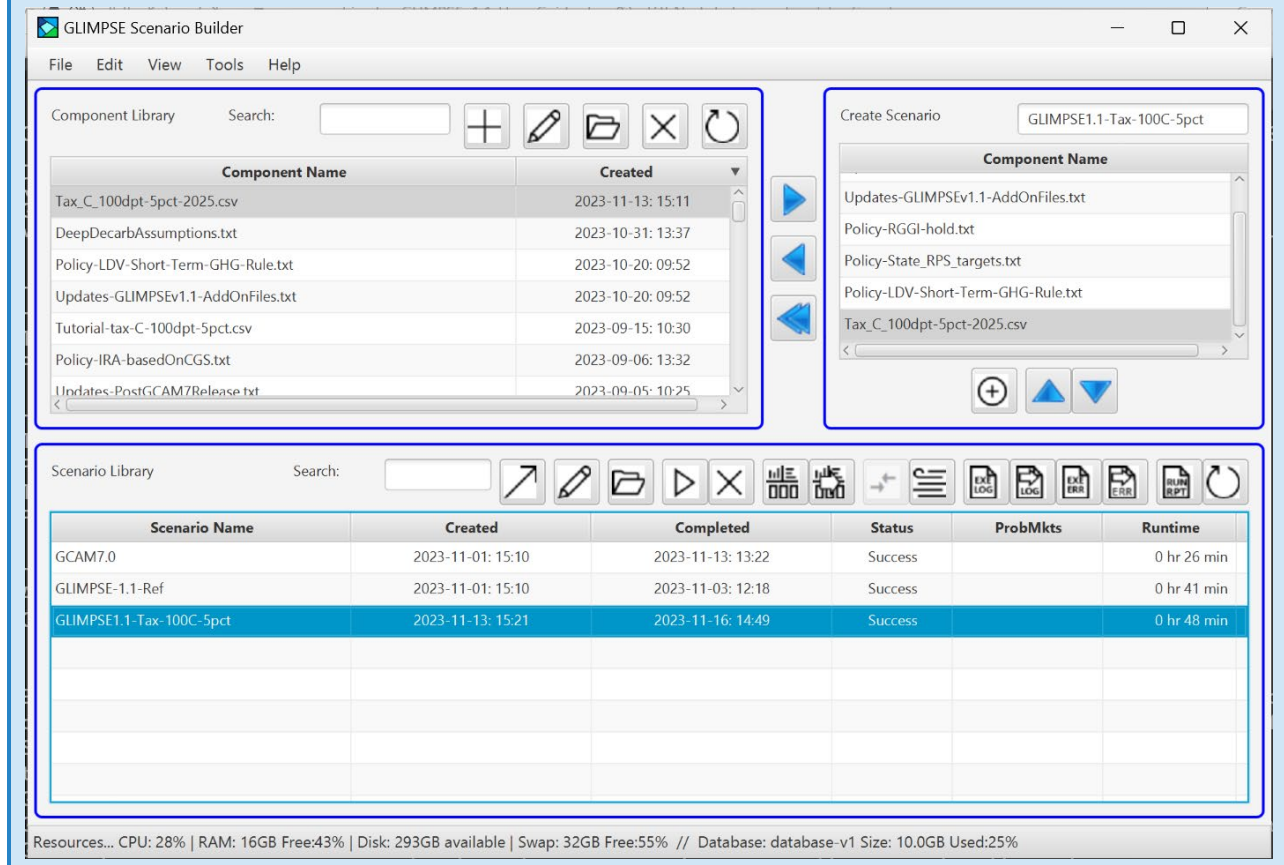 GLIMPSE Scenario Builder
File Edit View Tools Help
Component Library Search:
Component Name Created
Tax_C_100dpt-5pct-2025.csv 2023-11-13: 15:11
DeepDecarbAssumptions.txt 2023-10-31: 13:37
Policy-LDV-Short-Term-GHG-Rule.txt 2023-10-20: 09:52
Updates-GLIMPSEv1.1-AddOnFiles.txt 2023-10-20: 09:52
Tutorial-tax-C-100dpt-5pct.csv 2023-09-15: 10:30
Policy-IRA-basedOnCGS.txt 2023-09-06: 13:32
Updates-PostGCAM7Release.txt 2023-09-05: 10:25
Create Scenario GLIMPSE1.1-Tax-100C-5pct
Component Name
Updates-GLIMPSEv1.1-AddOnFiles.txt
Policy-RGGI-hold.txt
Policy-State_RPS_targets.txt
Policy-LDV-Short-Term-GHG-Rule.txt
Tax_C_100dpt-5pct-2025.csv
Scenario Library Search:
EXE LOG LOG EXE ERR ERR RUN RPT
Scenario Name Created Completed Status ProbMkts Runtime
GCAM7.0 2023-11-01: 15:10 2023-11-13: 13:22 Success 0 hr 26 min
GLIMPSE-1.1-Ref 2023-11-01: 15:10 2023-11-03: 12:18 Success 0 hr 41 min
GLIMPSE1.1-Tax-100C-5pct 2023-11-13: 15:21 2023-11-16: 14:49 Success 0 hr 48 min
Resources... CPU: 28% | RAM: 16GB Free:43% | Disk: 293GB available | Swap: 32GB Free:55% // Database: database-v1 Size: 10.0GB Used:25%